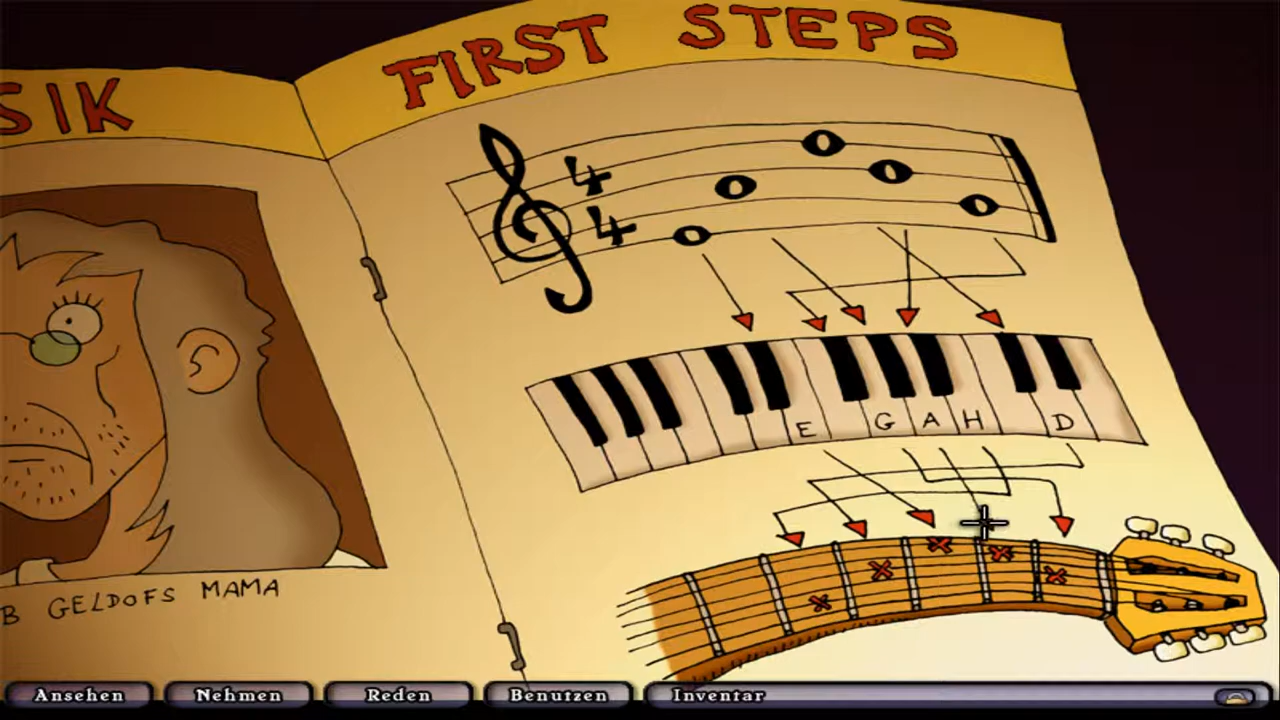 SIK
FIRST STEPS
4
4
E G A H D
B GELDOFS MAMA
Ansehen Nehmen Reden Benutzen Inventar